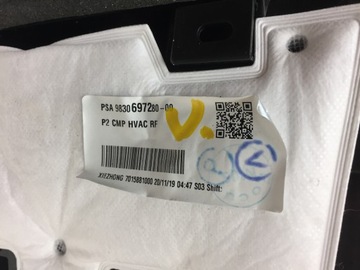 PSA 9830697280-00
P2 CMP HVAC RF
V.
XIEZHONG 7015881000 20/11/19 04:47 S03 Shift: